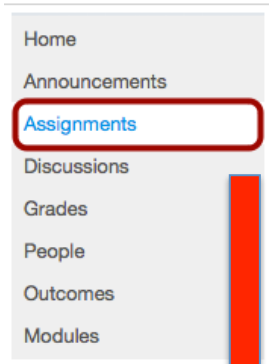 Home
Announcements
Assignments
Discussions
Grades
People
Outcomes
Modules